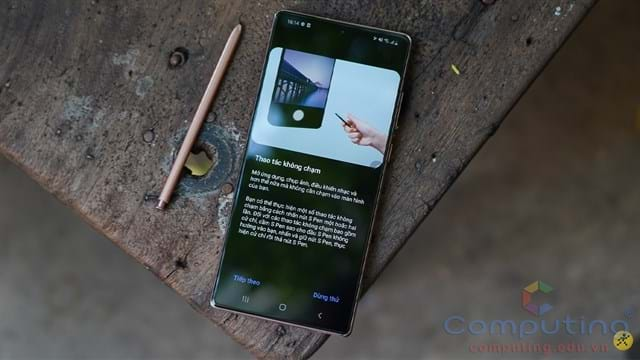 16:14
Thao tác không chạm
Mở ứng dụng, chụp ảnh, điều khiển nhạc và
hơn thế nữa mà không cần chạm vào màn hình
của bạn.
Bạn có thể thực hiện một số thao tác không
chạm bằng cách nhấn nút S Pen một hoặc hai
lần. Đối với các thao tác không chạm bao gồm
cử chỉ, cầm S Pen sao cho đầu S Pen không
hướng vào bạn, nhấn và giữ nút S Pen, thực
hiện cử chỉ rồi thả nút S Pen.
Tiếp theo
Dùng thử
Computing
computing.edu.vn